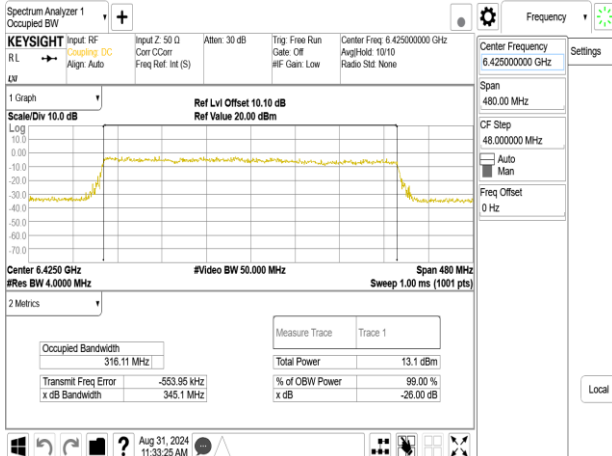 Spectrum Analyzer 1
Occupied BW
+
Frequency
KEYSIGHT
RL
LXI
Input: RF
Coupling: DC
Align: Auto
Input Z: 50 Ω
Corr CCorr
Freq Ref: Int (S)
Atten: 30 dB
Trig: Free Run
Gate: Off
#IF Gain: Low
Center Freq: 6.425000000 GHz
Avg|Hold: 10/10
Radio Std: None
Center Frequency
6.425000000 GHz
Settings
Span
480.00 MHz
CF Step
48.000000 MHz
Auto
Man
Freq Offset
0 Hz
Local
1 Graph
Scale/Div 10.0 dB
Ref Lvl Offset 10.10 dB
Ref Value 20.00 dBm
Log
10.0
0.00
-10.0
-20.0
-30.0
-40.0
-50.0
-60.0
-70.0
Center 6.4250 GHz
#Res BW 4.0000 MHz
#Video BW 50.000 MHz
Span 480 MHz
Sweep 1.00 ms (1001 pts)
2 Metrics
Measure Trace Trace 1
Occupied Bandwidth
316.11 MHz
Total Power 13.1 dBm
Transmit Freq Error -553.95 kHz
% of OBW Power 99.00 %
x dB Bandwidth 345.1 MHz
x dB -26.00 dB
?
Aug 31, 2024
11:33:25 AM